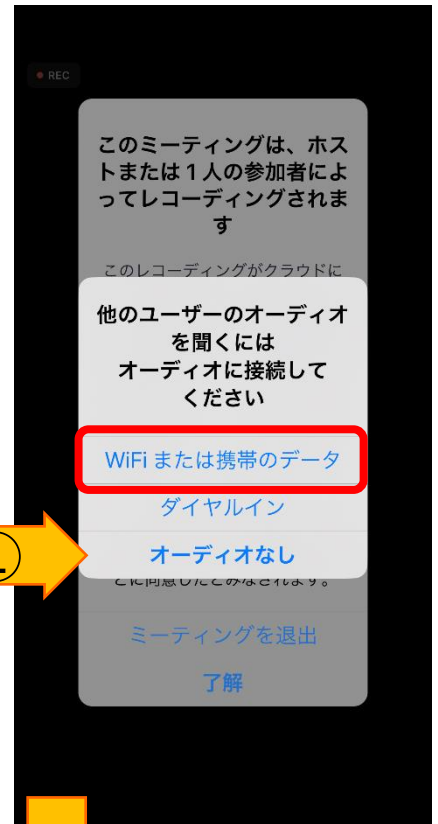 REC
このミーティングは、ホス
トまたは1人の参加者によ
ってレコーディングされま
す
このレコーディングがクラウドに
他のユーザーのオーディオ
を聞くには
オーディオに接続して
ください
WiFi または携帯のデータ
ダイヤルイン
オーディオなし
とに同意したとみなされます。
ミーティングを退出
了解